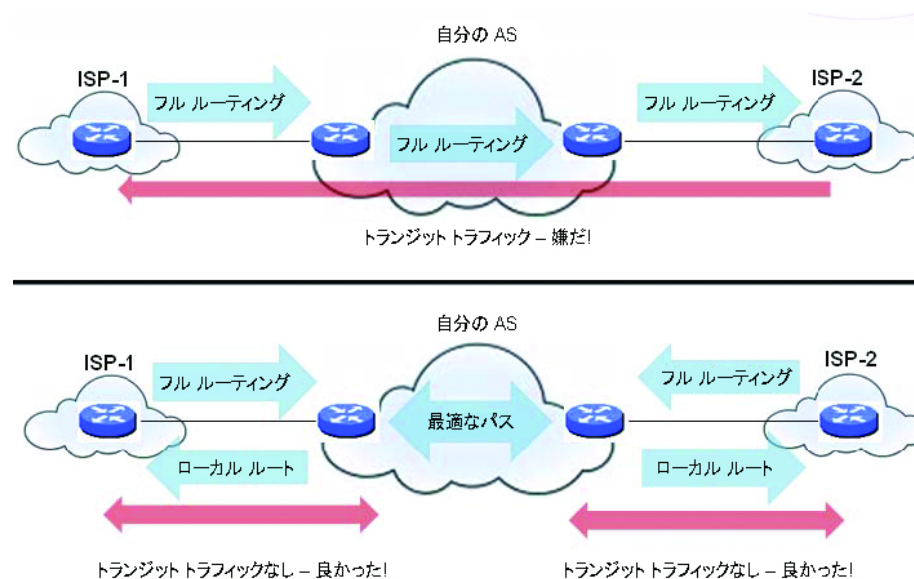 自分の AS
ISP-1
ISP-2
フル ルーティング
フル ルーティング
フル ルーティング
トランジット トラフィック – 嫌だ!
自分の AS
ISP-1
ISP-2
フル ルーティング
フル ルーティング
最適なパス
ローカル ルート
ローカル ルート
トランジット トラフィックなし – 良かった!
トランジット トラフィックなし – 良かった!